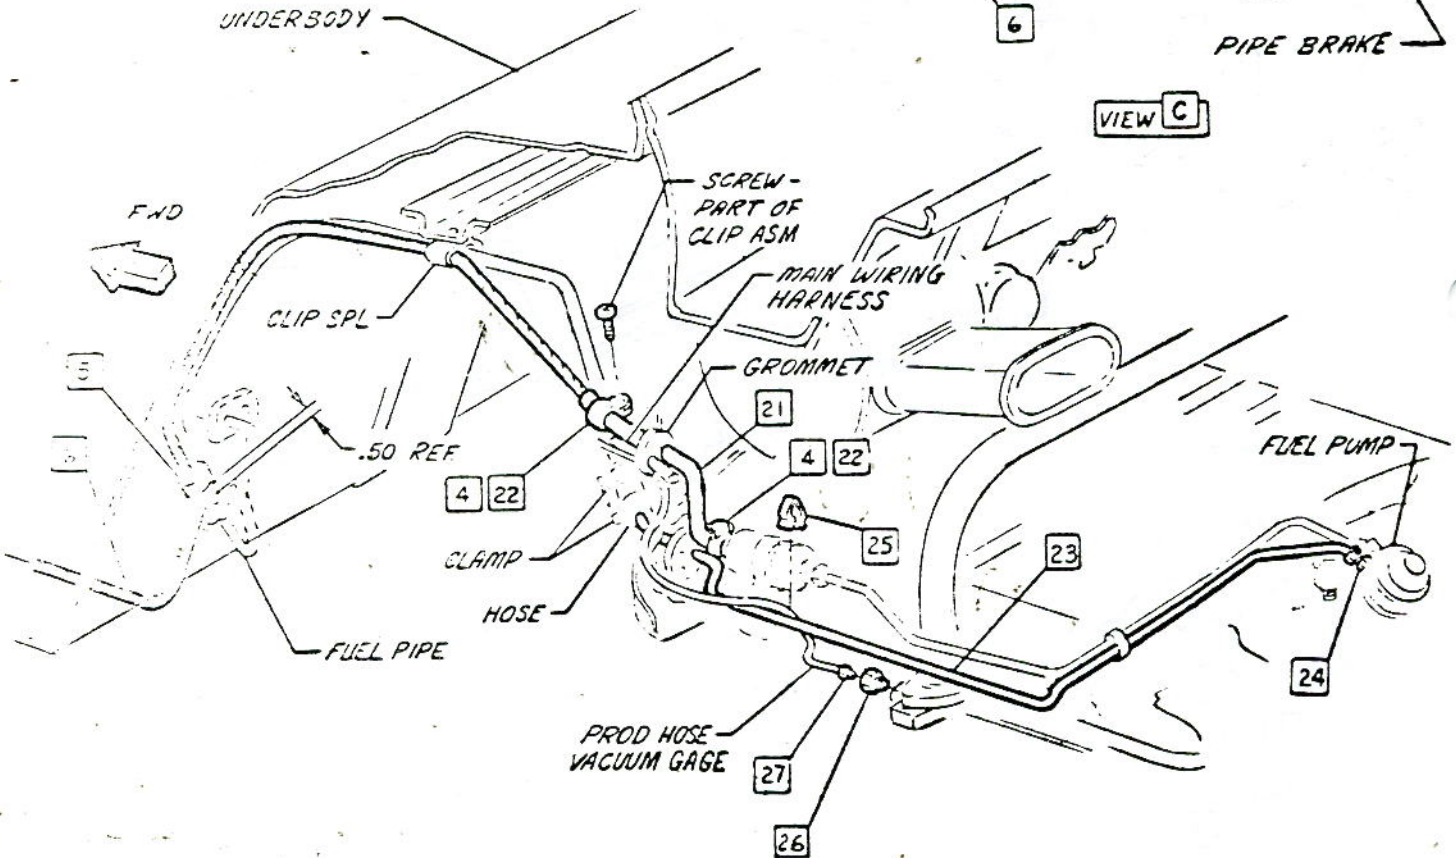 UNDERBODY
6
PIPE BRAKE
VIEW C
SCREW-
PART OF
CLIP ASM
FWD
MAIN WIRING
HARNESS
CLIP SPL
GROMMET
5
21
.50 REF
4 22
FUEL PUMP
4 22
25
23
CLAMP
HOSE
FUEL PIPE
24
PROD HOSE
VACUUM GAGE
27
26